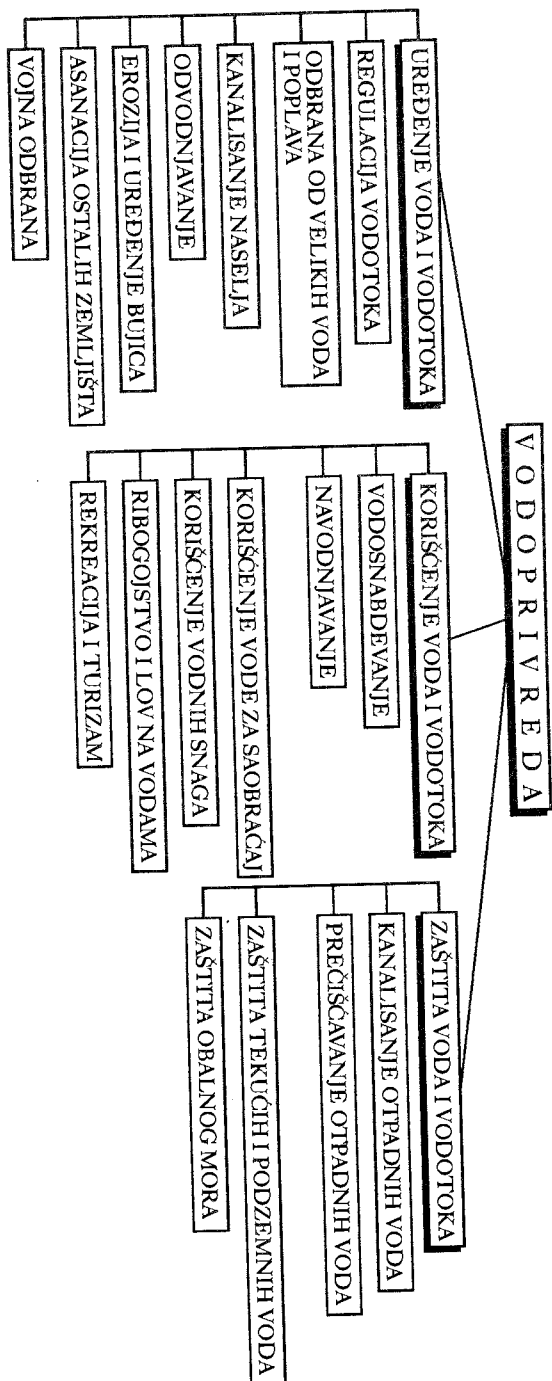 VODOPRIVREDA
UREĐENJE VODA I VODOTOKA
REGULACIJA VODOTOKA
ODBRANA OD VELIKIH VODA
I POPLAVA
KANALISANJE NASELJA
ODVODNJAVANJE
EROZIJA I UREĐENJE BUJICA
ASANACIJA OSTALIH ZEMLJIŠTA
VOJNA ODBRANA
KORIŠĆENJE VODA I VODOTOKA
VODOSNABDEVANJE
NAVODNJAVANJE
KORIŠĆENJE VODE ZA SAOBRAĆAJ
KORIŠĆENJE VODNIH SNAGA
RIBOGOJSTVO I LOV NA VODAMA
REKREACIJA I TURIZAM
ZAŠTITA VODA I VODOTOKA
KANALISANJE OTPADNIH VODA
PREČIŠĆAVANJE OTPADNIH VODA
ZAŠTITA TEKUĆIH I PODZEMNIH VODA
ZAŠTITA OBALNOG MORA